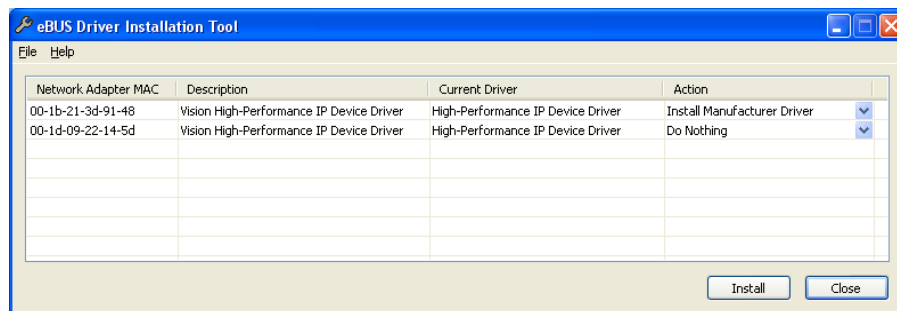 eBUS Driver Installation Tool
File Help
Network Adapter MAC Description Current Driver Action
00-1b-21-3d-91-48 Vision High-Performance IP Device Driver High-Performance IP Device Driver Install Manufacturer Driver
00-1d-09-22-14-5d Vision High-Performance IP Device Driver High-Performance IP Device Driver Do Nothing
Install Close